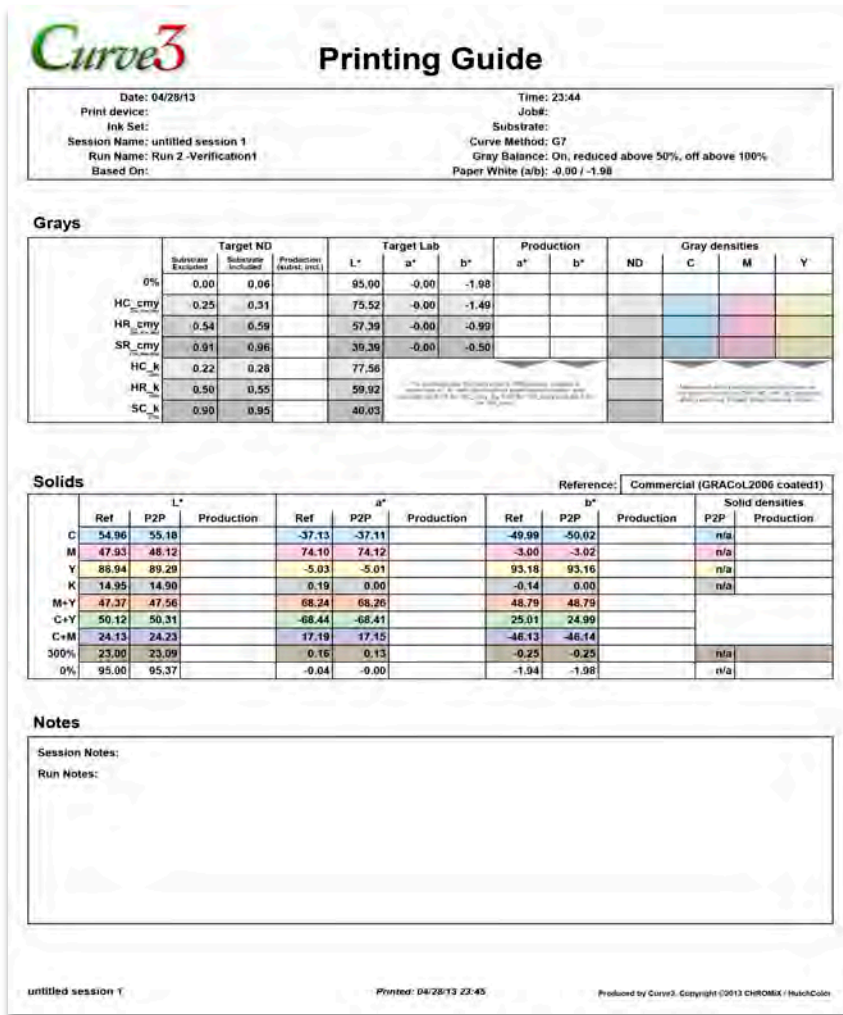 Curve3
Printing Guide
Date: 04/28/13
Time: 23:44
Print device:
Job#:
Ink Set:
Substrate:
Session Name: untitled session 1
Curve Method: G7
Run Name: Run 2 -Verification1
Gray Balance: On, reduced above 50%, off above 100%
Based On:
Paper White (a/b): -0.00 / -1.98
Grays
Target ND Target Lab Production Gray densities
Substrate Excluded Substrate Included Production (subst. incl.) L* a* b* a* b* ND C M Y
0% 0.00 0.06 95.00 -0.00 -1.98
HC_cmy 0.25 0.31 75.52 -0.00 -1.49
HR_cmy 0.54 0.59 57.39 -0.00 -0.99
SR_cmy 0.91 0.96 39.39 -0.00 -0.50
HC_k 0.22 0.28 77.56
HR_k 0.50 0.55 59.92
SC_k 0.90 0.95 40.03
Solids
Reference: Commercial (GRACoL2006 coated1)
L* a* b* Solid densities
Ref P2P Production Ref P2P Production Ref P2P Production P2P Production
C 54.96 55.18 -37.13 -37.11 -49.99 -50.02 n/a
M 47.93 48.12 74.10 74.12 -3.00 -3.02 n/a
Y 88.94 89.29 -5.03 -5.01 93.18 93.16 n/a
K 14.95 14.90 0.19 0.00 -0.14 0.00 n/a
M+Y 47.37 47.56 68.24 68.26 48.79 48.79
C+Y 50.12 50.31 -68.44 -68.41 25.01 24.99
C+M 24.13 24.23 17.19 17.15 -46.13 -46.14
300% 23.00 23.09 0.16 0.13 -0.25 -0.25 n/a
0% 95.00 95.37 -0.04 -0.00 -1.94 -1.98 n/a
Notes
Session Notes:
Run Notes:
untitled session 1
Printed: 04/28/13 23:45
Produced by Curve3. Copyright ©2013 CHROMiX / HutchColor